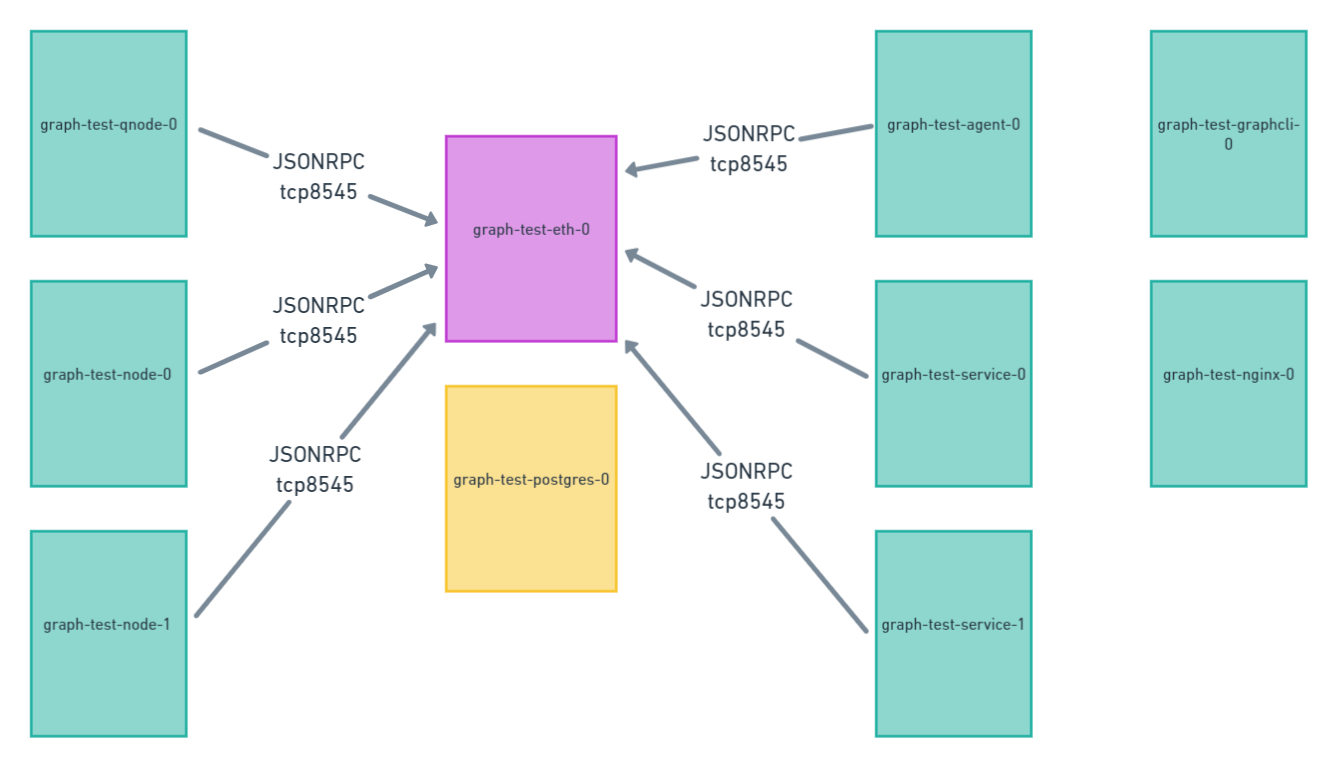 graph-test-qnode-0
JSONRPC
tcp8545
graph-test-node-0
JSONRPC
tcp8545
graph-test-node-1
JSONRPC
tcp8545
graph-test-eth-0
graph-test-postgres-0
JSONRPC
tcp8545
graph-test-agent-0
JSONRPC
tcp8545
graph-test-service-0
JSONRPC
tcp8545
graph-test-service-1
graph-test-graphcli-
0
graph-test-nginx-0